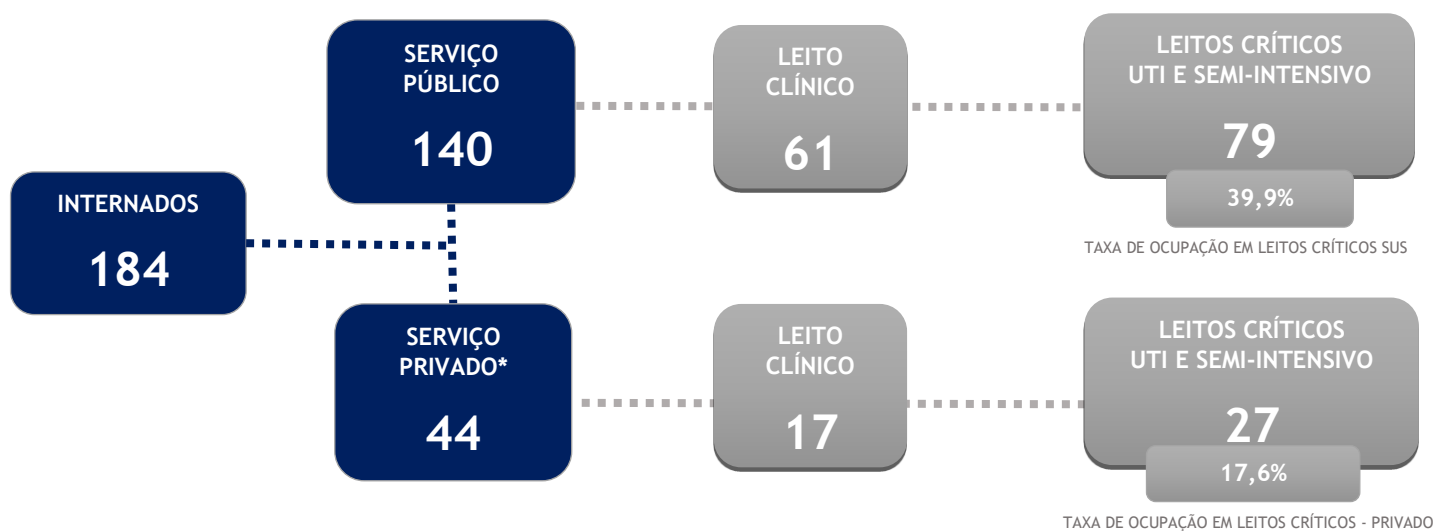 INTERNADOS
184
SERVIÇO
PÚBLICO
140
LEITO
CLÍNICO
61
LEITOS CRÍTICOS
UTI E SEMI-INTENSIVO
79
39,9%
TAXA DE OCUPAÇÃO EM LEITOS CRÍTICOS SUS
SERVIÇO
PRIVADO*
44
LEITO
CLÍNICO
17
LEITOS CRÍTICOS
UTI E SEMI-INTENSIVO
27
17,6%
TAXA DE OCUPAÇÃO EM LEITOS CRÍTICOS - PRIVADO